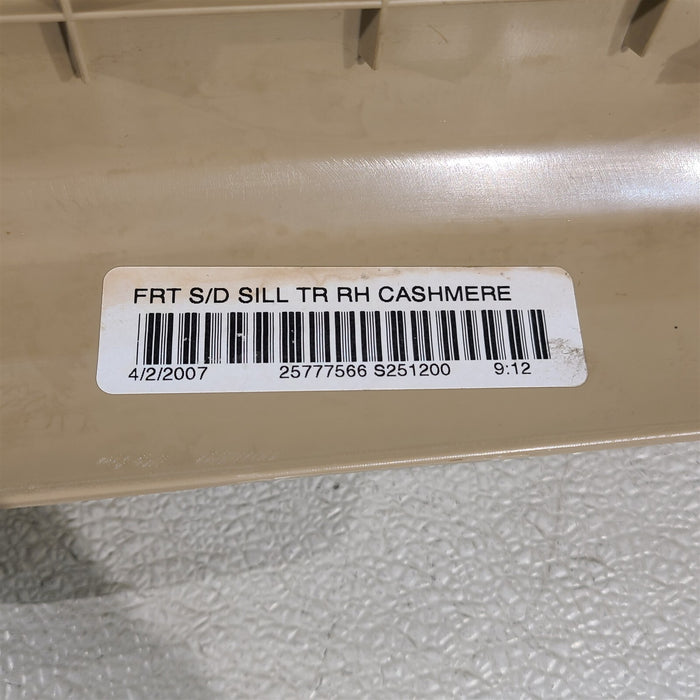 FRT S/D SILL TR RH CASHMERE
4/2/2007 25777566 S251200 9:12